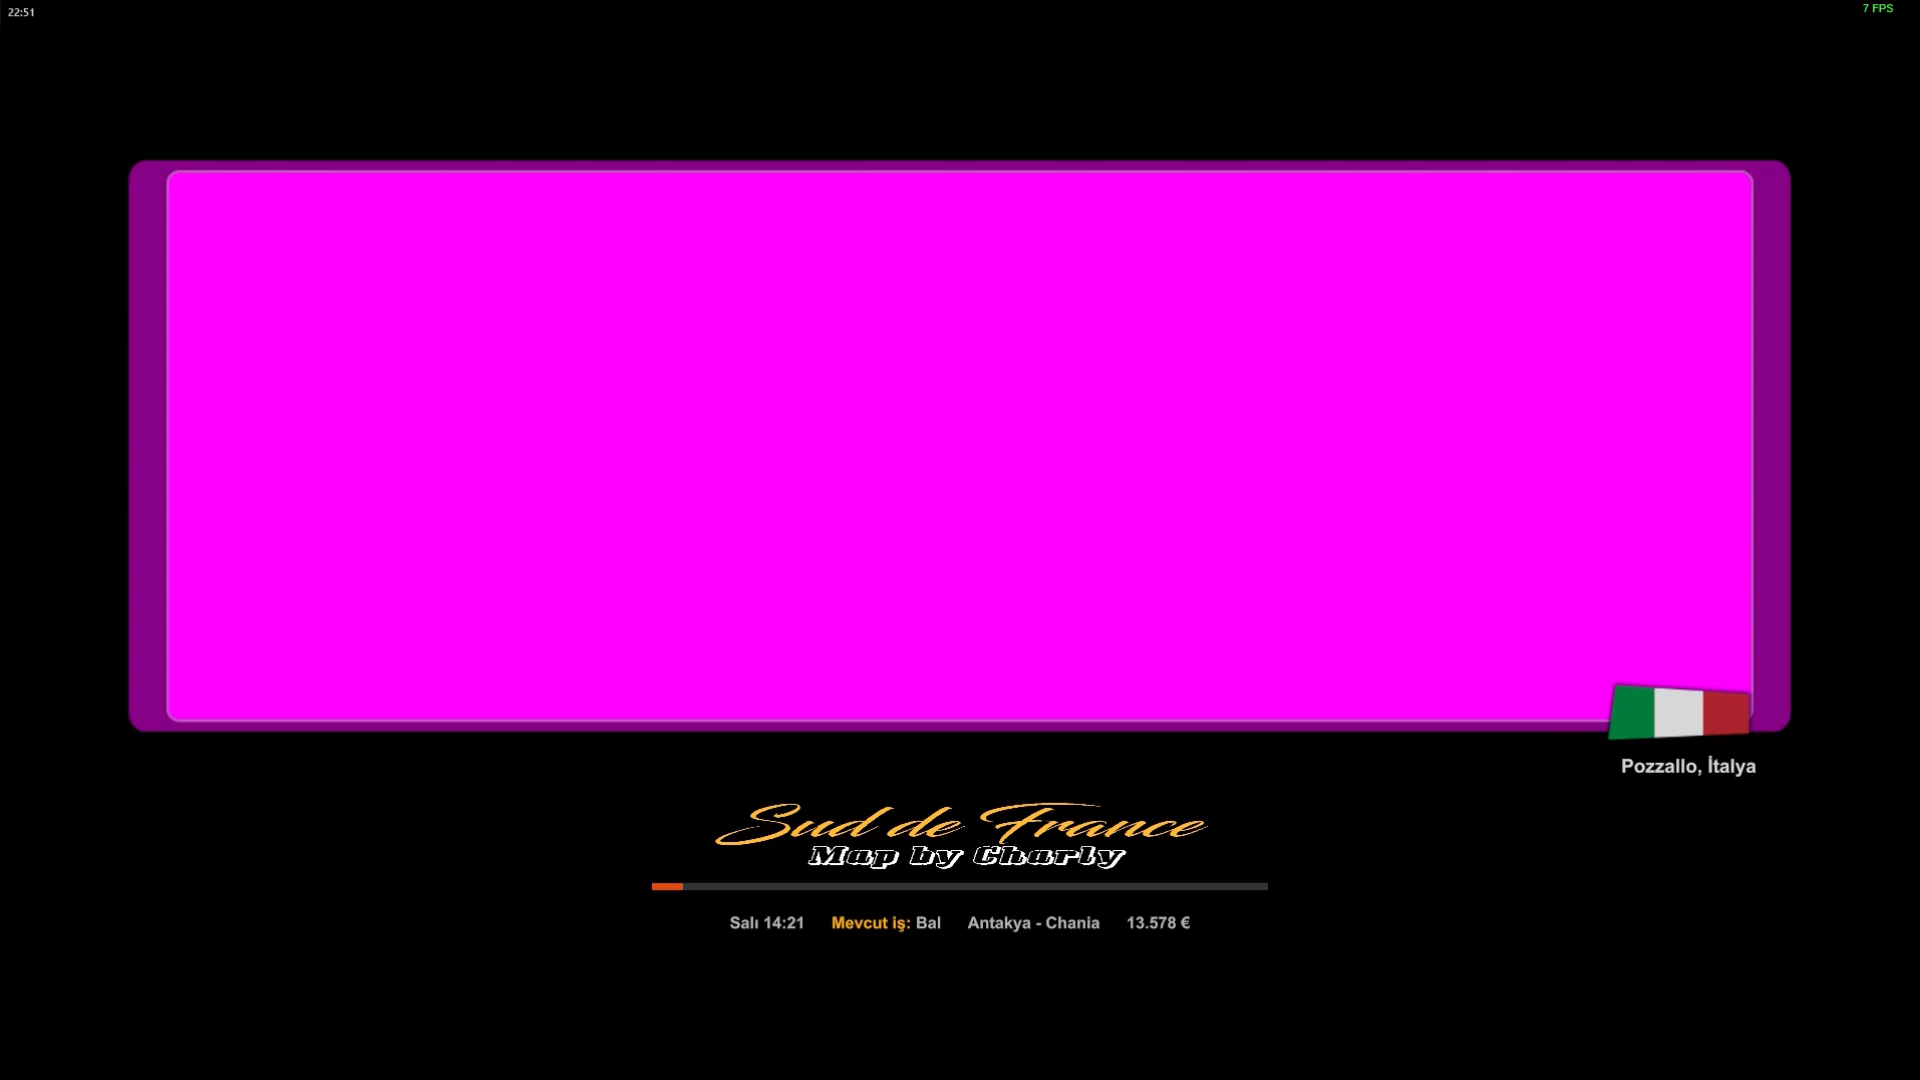 22:51
7 FPS
Pozzallo, İtalya
Sud de France
Map by Charly
Salı 14:21 Mevcut iş: Bal Antakya - Chania 13.578 €